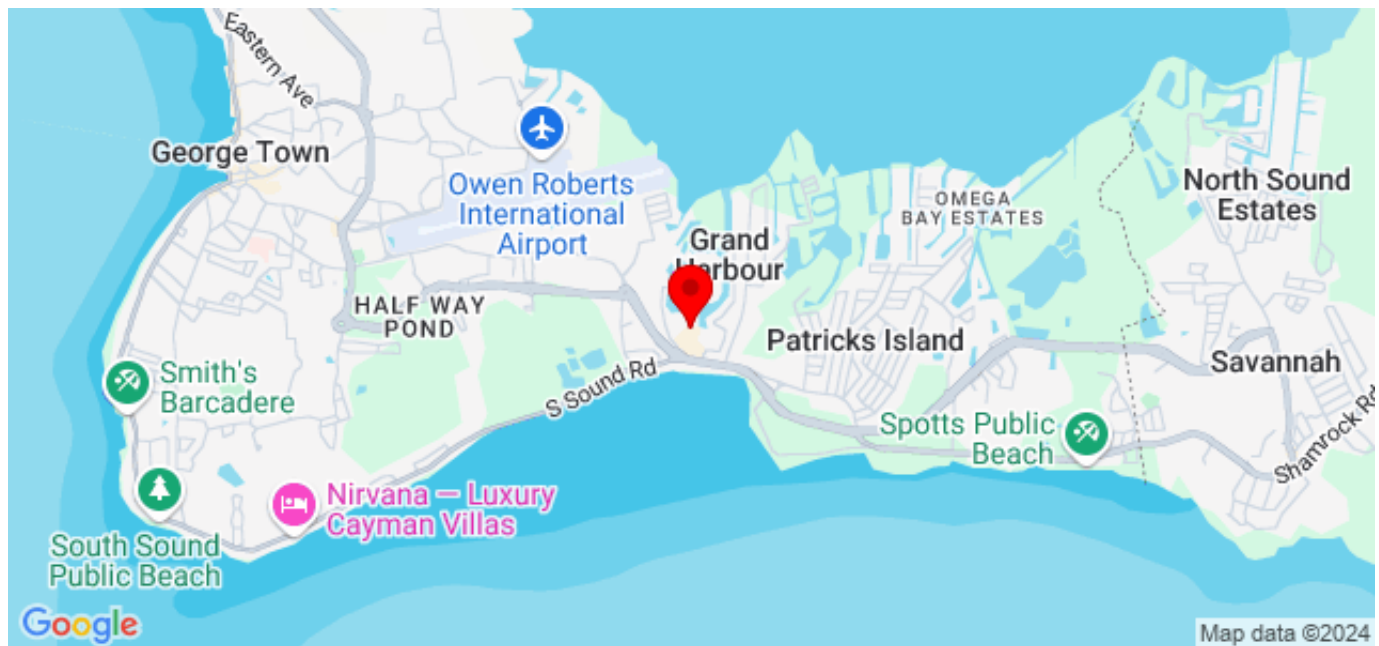 Eastern Ave
George Town
Owen Roberts
International
Airport
Grand
Harbour
OMEGA
BAY ESTATES
North Sound
Estates
HALF WAY
POND
Patricks Island
Savannah
Smith's
Barcadere
S Sound Rd
Spotts Public
Beach
Shamrock Rd
Nirvana — Luxury
Cayman Villas
South Sound
Public Beach
Google
Map data ©2024